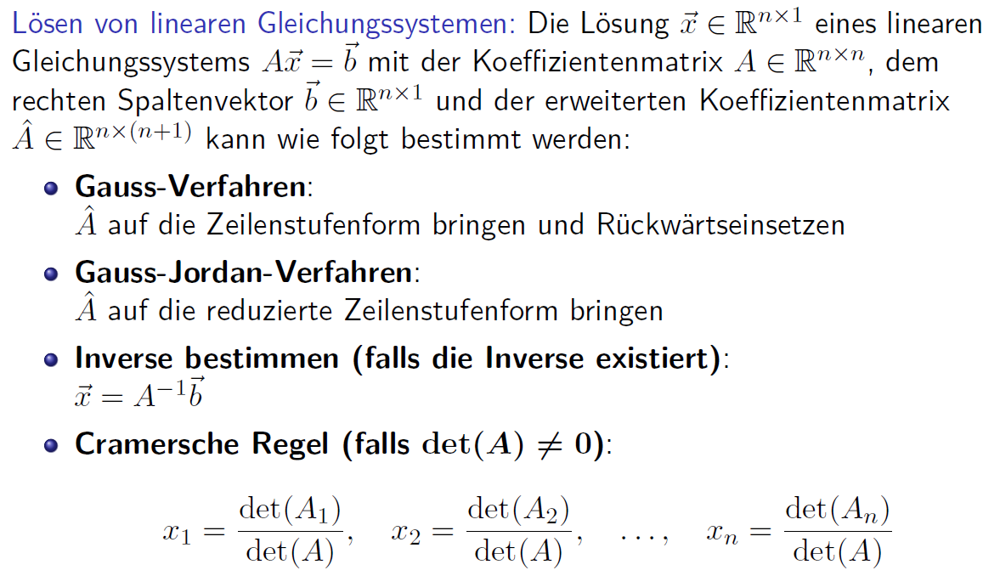 Lösen von linearen Gleichungssystemen: Die Lösung $\vec{x} \in \mathbb{R}^{n \times 1}$ eines linearen
Gleichungssystems $A\vec{x} = \vec{b}$ mit der Koeffizientenmatrix $A \in \mathbb{R}^{n \times n}$, dem
rechten Spaltenvektor $\vec{b} \in \mathbb{R}^{n \times 1}$ und der erweiterten Koeffizientenmatrix
$\hat{A} \in \mathbb{R}^{n \times (n+1)}$ kann wie folgt bestimmt werden:
• Gauss-Verfahren:
$\hat{A}$ auf die Zeilenstufenform bringen und Rückwärtseinsetzen
• Gauss-Jordan-Verfahren:
$\hat{A}$ auf die reduzierte Zeilenstufenform bringen
• Inverse bestimmen (falls die Inverse existiert):
$\vec{x} = A^{-1}\vec{b}$
• Cramersche Regel (falls $\det(A) \neq 0$):
$x_1 = \frac{\det(A_1)}{\det(A)}, \quad x_2 = \frac{\det(A_2)}{\det(A)}, \quad \ldots, \quad x_n = \frac{\det(A_n)}{\det(A)}$